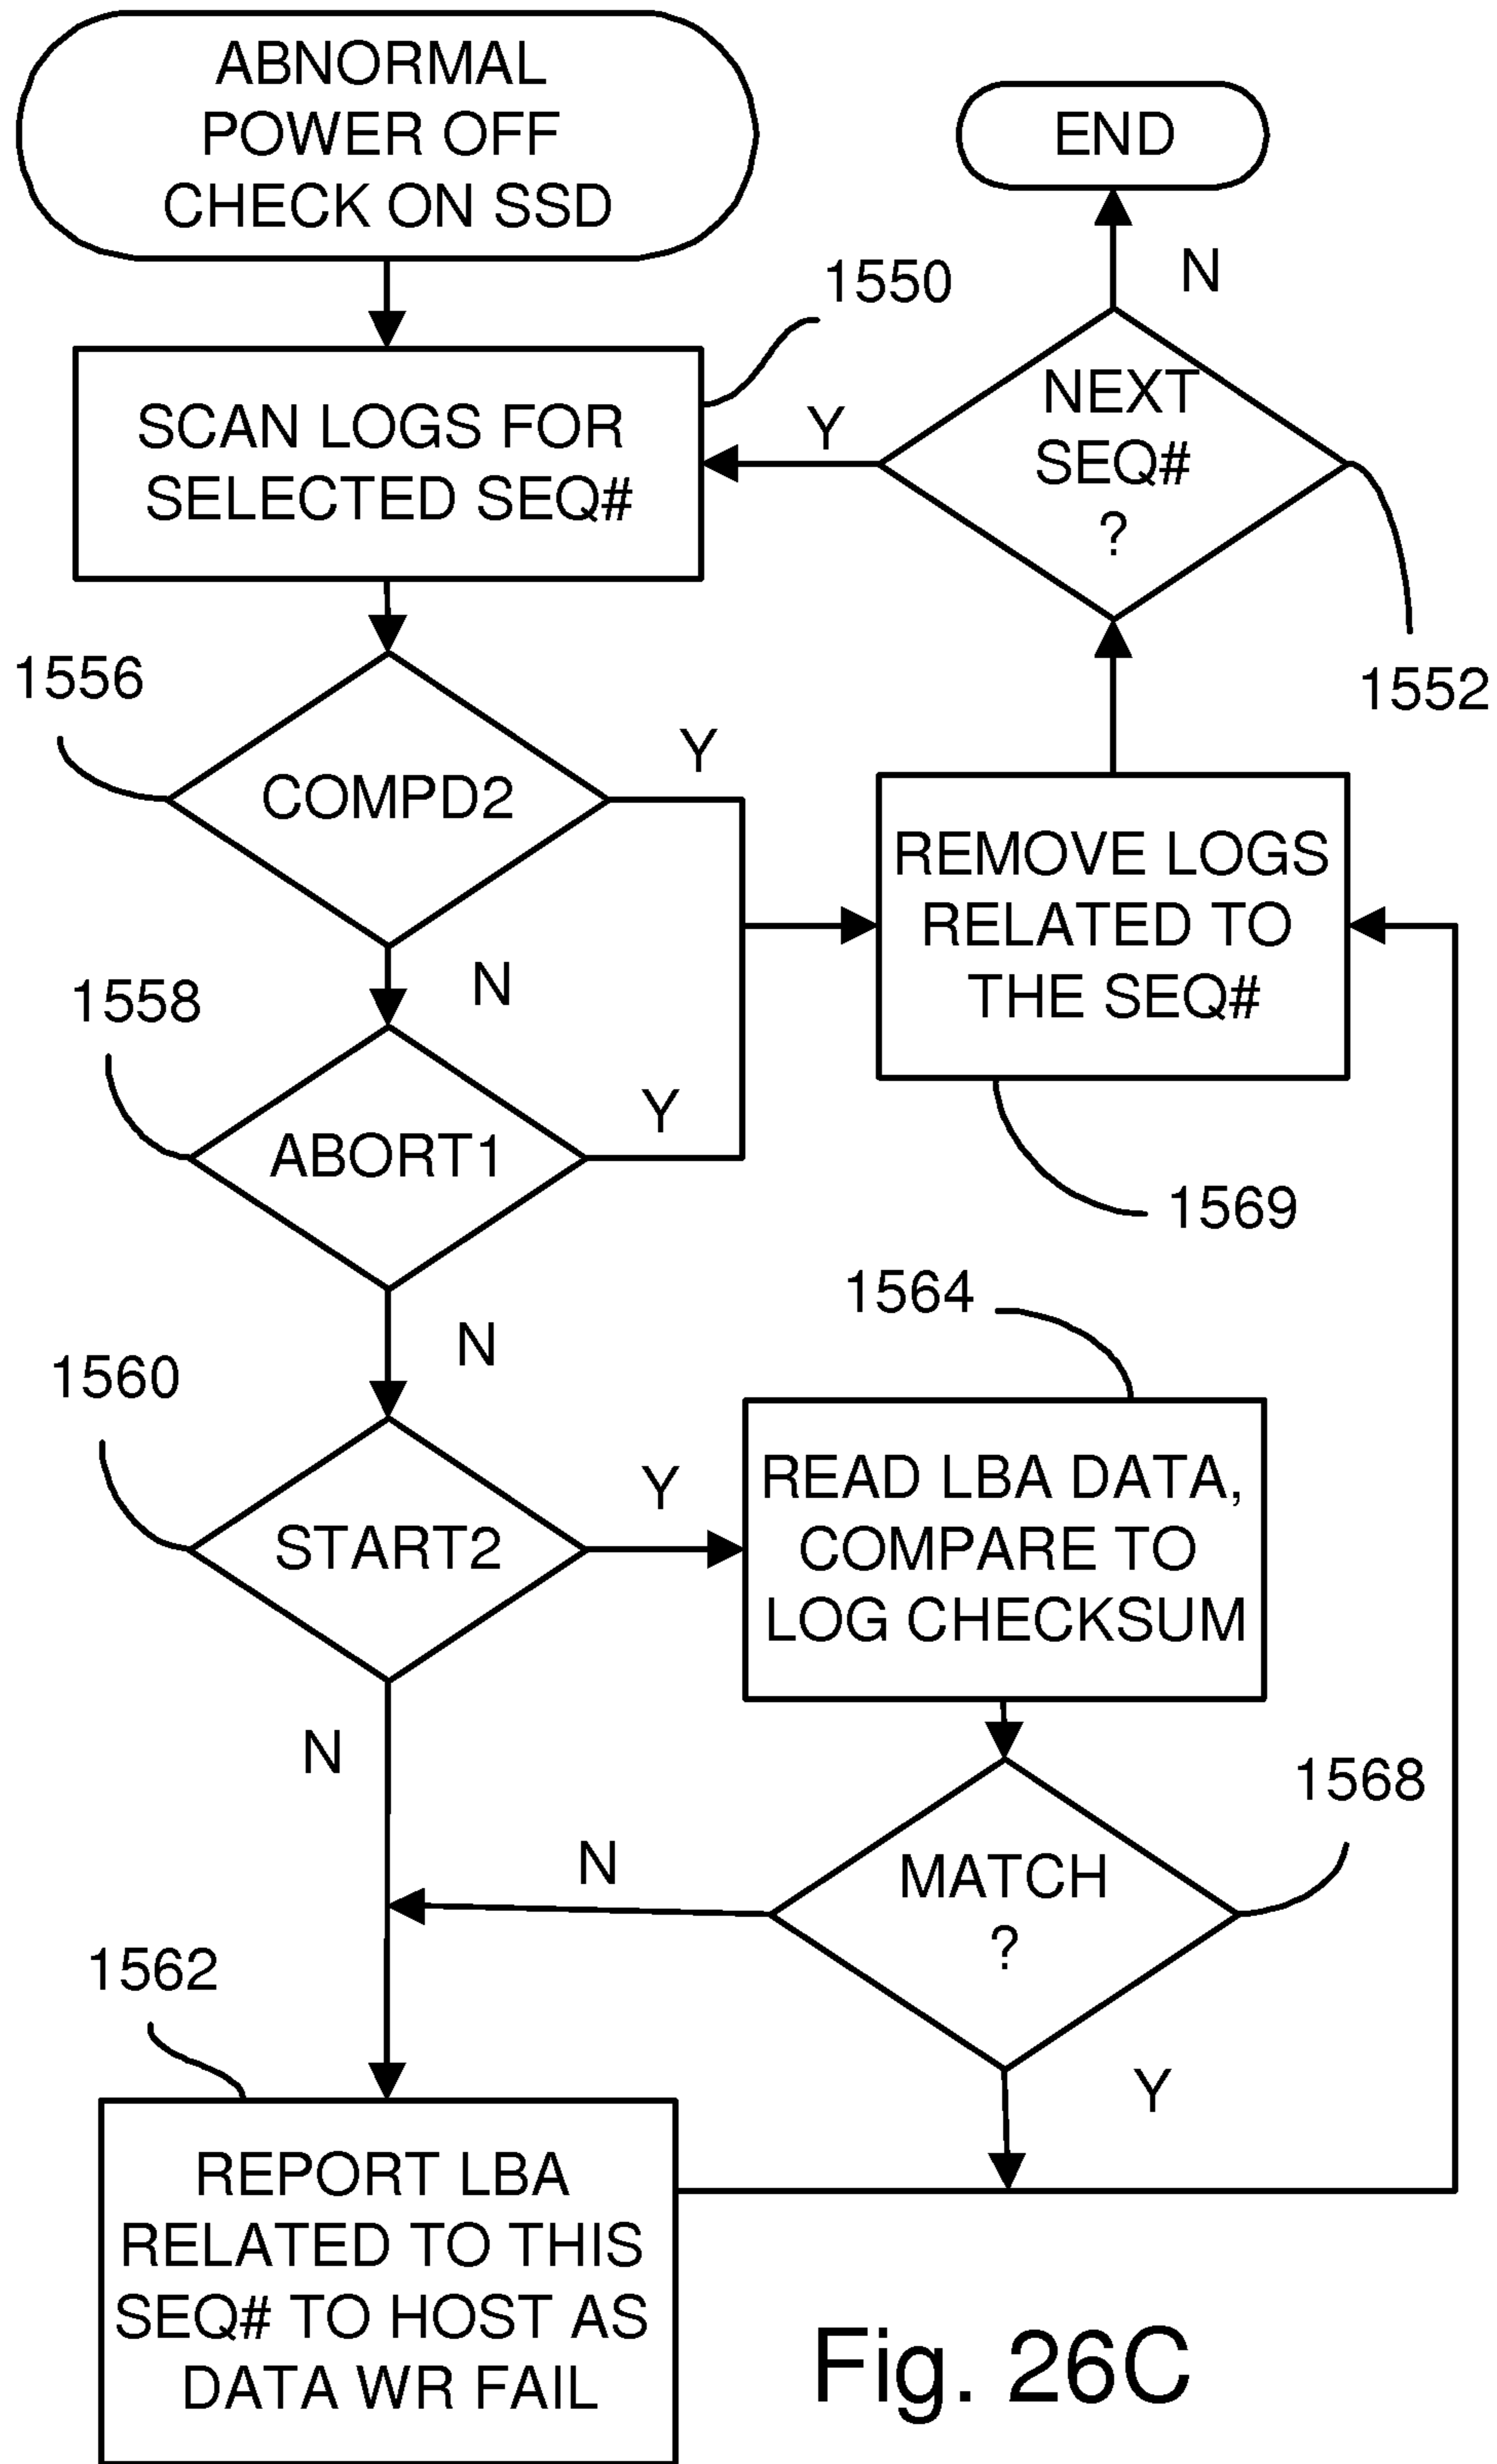 ABNORMAL
POWER OFF
CHECK ON SSD
END
N
1550
SCAN LOGS FOR
SELECTED SEQ#
Y
NEXT
SEQ#
?
1552
1556
COMPD2
Y
N
REMOVE LOGS
RELATED TO
THE SEQ#
1569
1558
ABORT1
Y
N
1564
1560
START2
Y
N
READ LBA DATA,
COMPARE TO
LOG CHECKSUM
1568
MATCH
?
N
Y
1562
REPORT LBA
RELATED TO THIS
SEQ# TO HOST AS
DATA WR FAIL
Fig. 26C